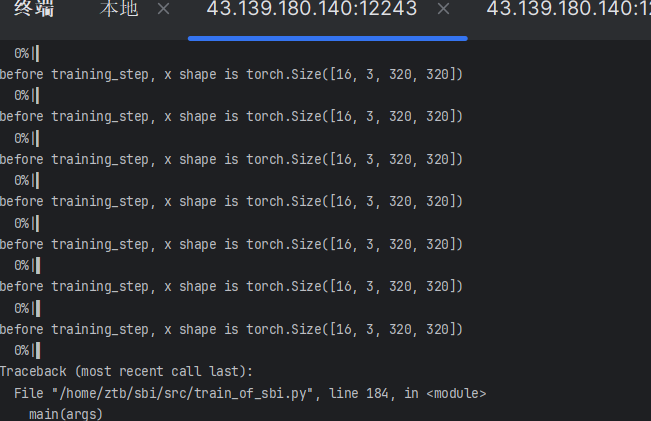 终端 本地 × 43.139.180.140:12243 × 43.139.180.140:12
0%|
before training_step, x shape is torch.Size([16, 3, 320, 320])
0%|
before training_step, x shape is torch.Size([16, 3, 320, 320])
0%|
before training_step, x shape is torch.Size([16, 3, 320, 320])
0%|
before training_step, x shape is torch.Size([16, 3, 320, 320])
0%|
before training_step, x shape is torch.Size([16, 3, 320, 320])
0%|
before training_step, x shape is torch.Size([16, 3, 320, 320])
0%|
before training_step, x shape is torch.Size([16, 3, 320, 320])
0%|
Traceback (most recent call last):
File "/home/ztb/sbi/src/train_of_sbi.py", line 184, in <module>
main(args)